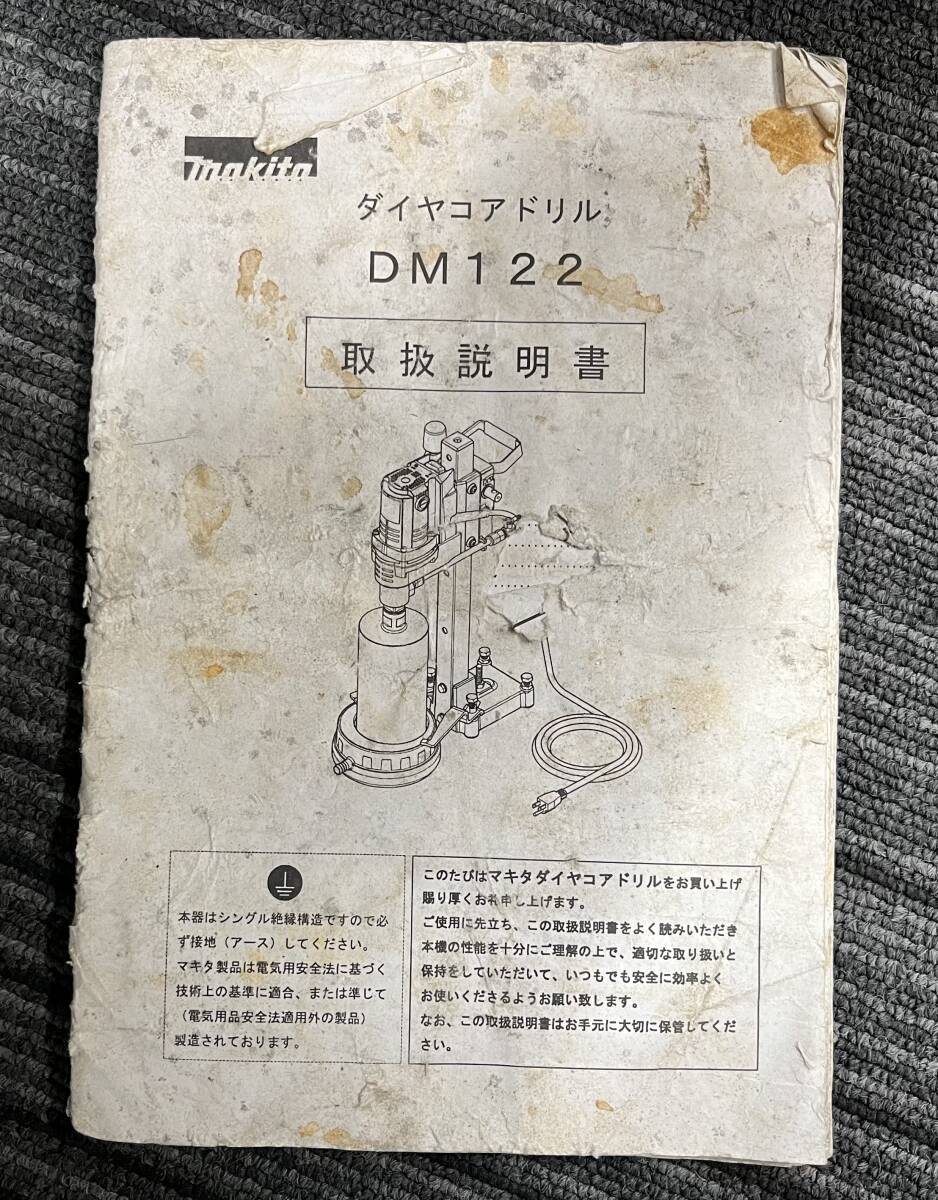 makita
ダイヤコアドリル
DM122
取扱説明書
本器はシングル絶縁構造ですので必
ず接地（アース）してください。
マキタ製品は電気用安全法に基づく
技術上の基準に適合、または準じて
（電気用品安全法適用外の製品）
製造されております。
このたびはマキタダイヤコアドリルをお買い上げ
賜り厚くお礼申し上げます。
ご使用に先立ち、この取扱説明書をよく読みいただき
本機の性能を十分にご理解の上で、適切な取り扱いと
保持をしていただいて、いつでも安全に効率よく
お使いくださるようお願い致します。
なお、この取扱説明書はお手元に大切に保管してくだ
さい。